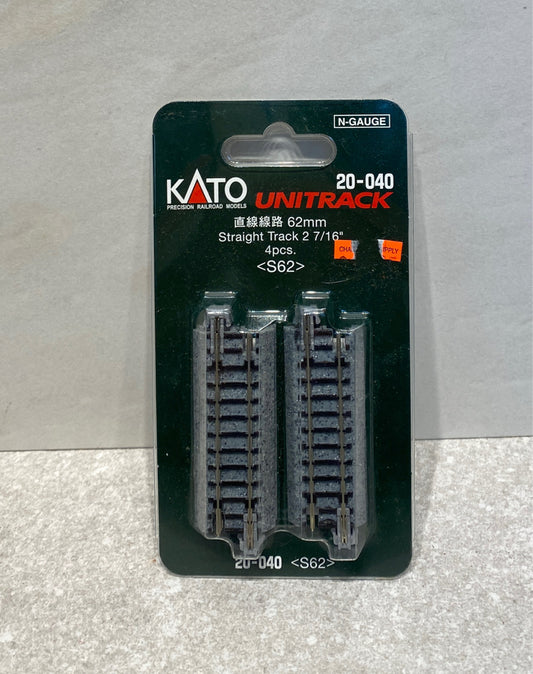 N-GAUGE
20-040
KATO UNITRACK
PRECISION RAILROAD MODELS
直線線路 62mm
Straight Track 2 7/16"
4pcs.
<S62>
20-040 <S62>